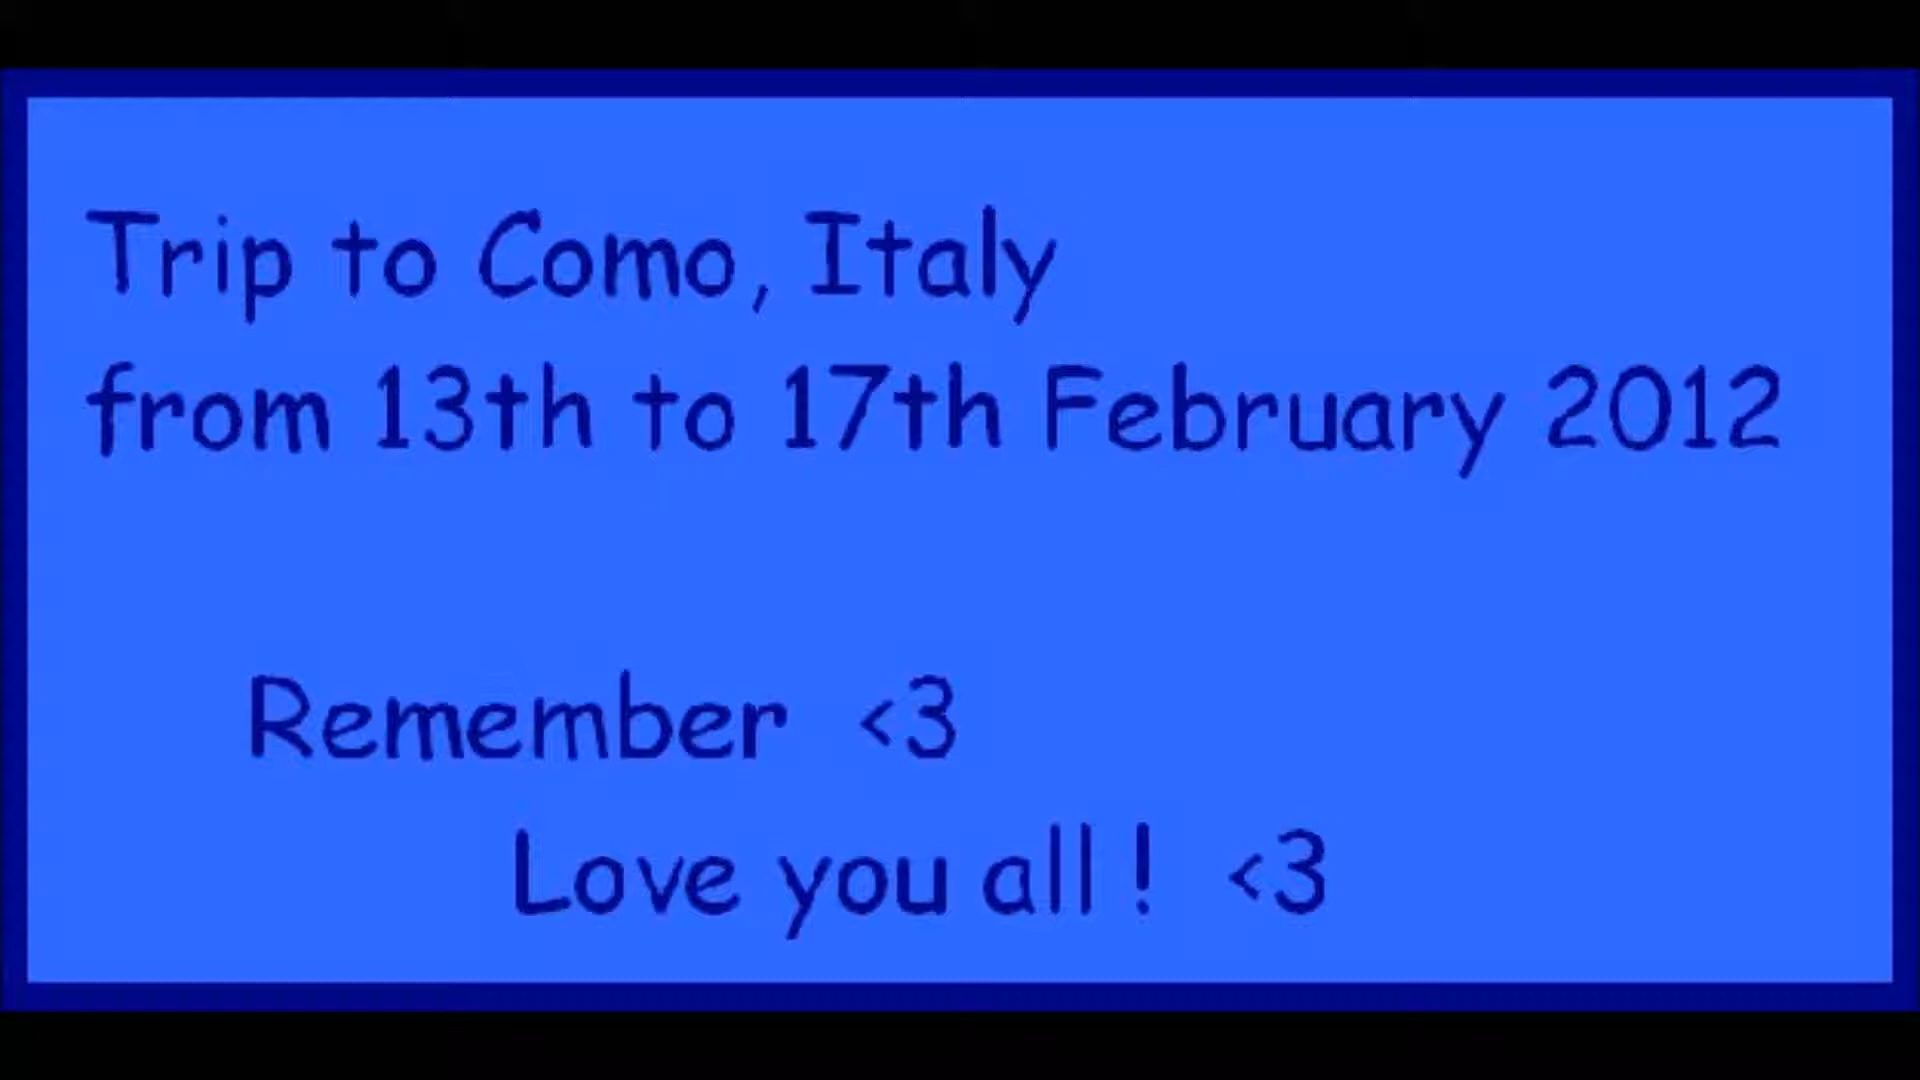 Trip to Como, Italy
from 13th to 17th February 2012
Remember <3
Love you all ! <3